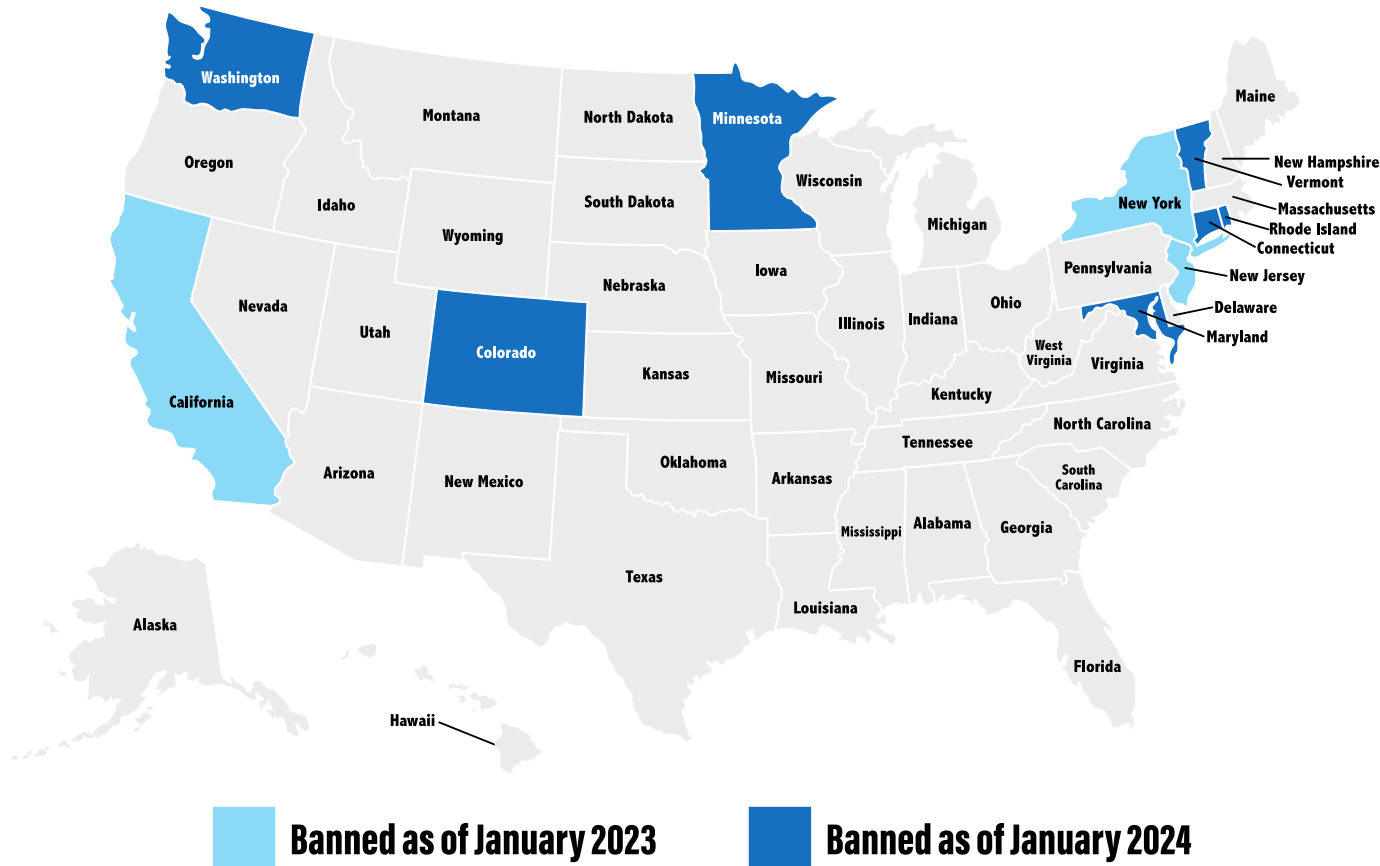 Washington
Montana
North Dakota
Minnesota
Maine
Oregon
Idaho
Wyoming
South Dakota
Wisconsin
Michigan
New York
New Hampshire
Vermont
Massachusetts
Rhode Island
Connecticut
New Jersey
Pennsylvania
Delaware
Maryland
Nevada
Utah
Colorado
Nebraska
Iowa
Illinois
Indiana
Ohio
West
Virginia
Virginia
California
Kansas
Missouri
Kentucky
Arizona
New Mexico
Oklahoma
Arkansas
Tennessee
North Carolina
South
Carolina
Mississippi
Alabama
Georgia
Texas
Louisiana
Florida
Alaska
Hawaii
Banned as of January 2023
Banned as of January 2024